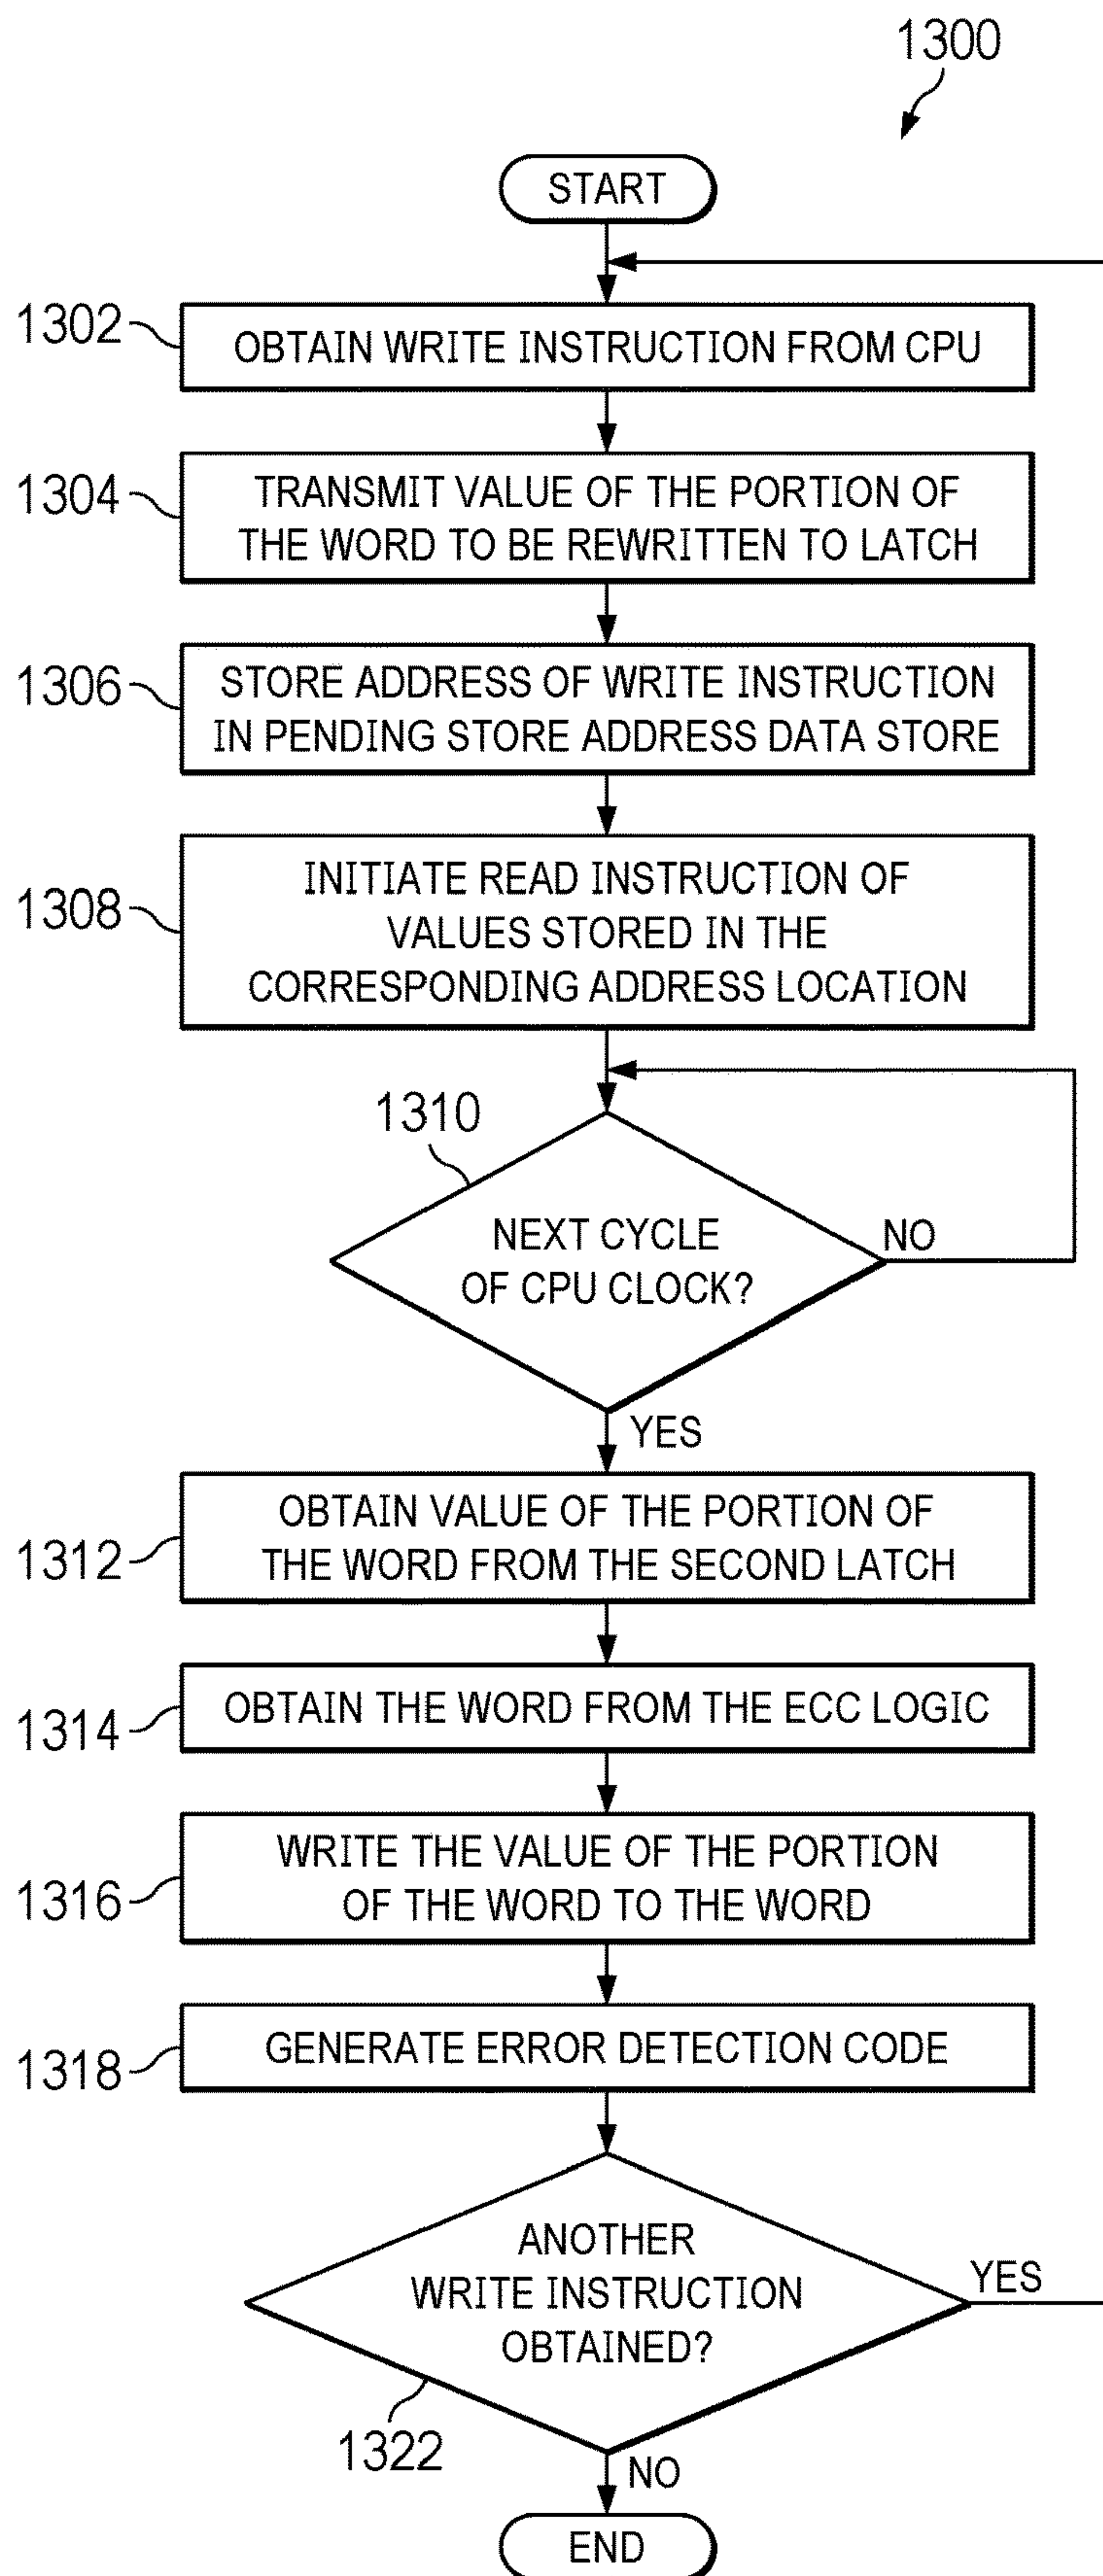 1300
START
1302
OBTAIN WRITE INSTRUCTION FROM CPU
1304
TRANSMIT VALUE OF THE PORTION OF
THE WORD TO BE REWRITTEN TO LATCH
1306
STORE ADDRESS OF WRITE INSTRUCTION
IN PENDING STORE ADDRESS DATA STORE
1308
INITIATE READ INSTRUCTION OF
VALUES STORED IN THE
CORRESPONDING ADDRESS LOCATION
1310
NEXT CYCLE
OF CPU CLOCK?
NO
YES
1312
OBTAIN VALUE OF THE PORTION OF
THE WORD FROM THE SECOND LATCH
1314
OBTAIN THE WORD FROM THE ECC LOGIC
1316
WRITE THE VALUE OF THE PORTION
OF THE WORD TO THE WORD
1318
GENERATE ERROR DETECTION CODE
ANOTHER
WRITE INSTRUCTION
OBTAINED?
YES
1322
NO
END